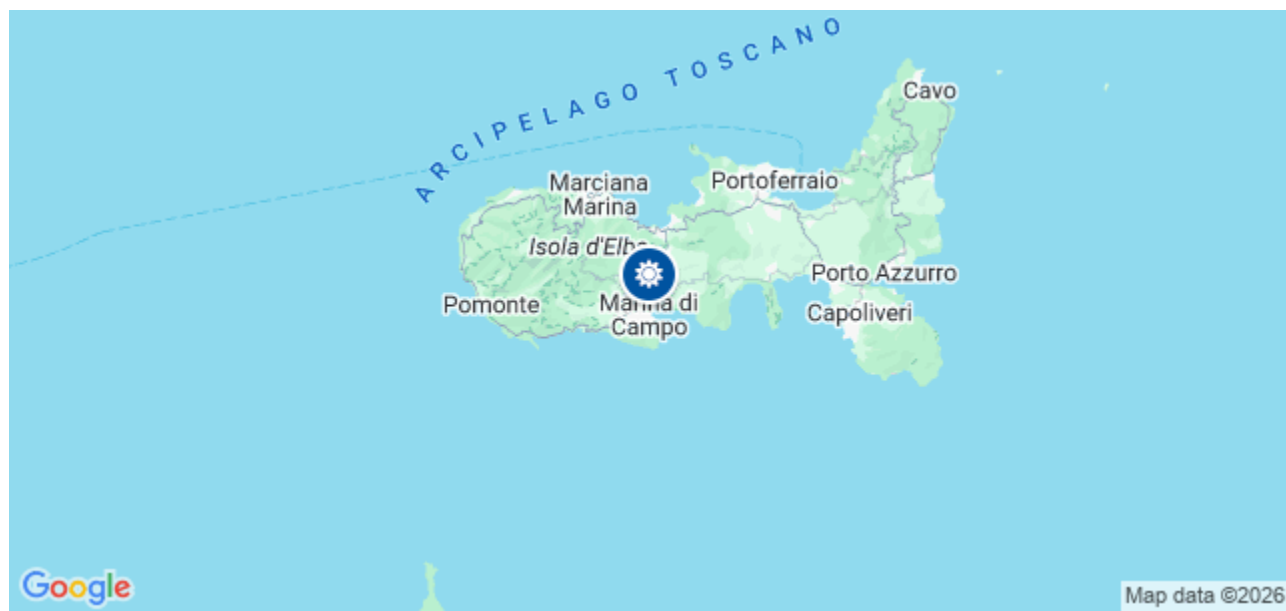 ARCIPELAGO TOSCANO
Cavo
Portoferraio
Marciana
Marina
Isola d'Elba
Porto Azzurro
Pomonte
Marina di
Campo
Capoliveri
Google
Map data ©2026